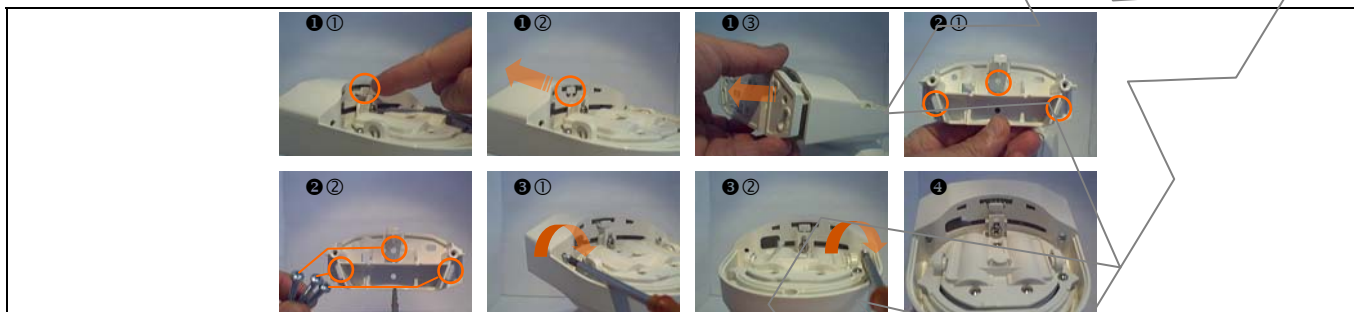 ❶① ❶② ❶③ ❷①
❷② ❸① ❸② ❹